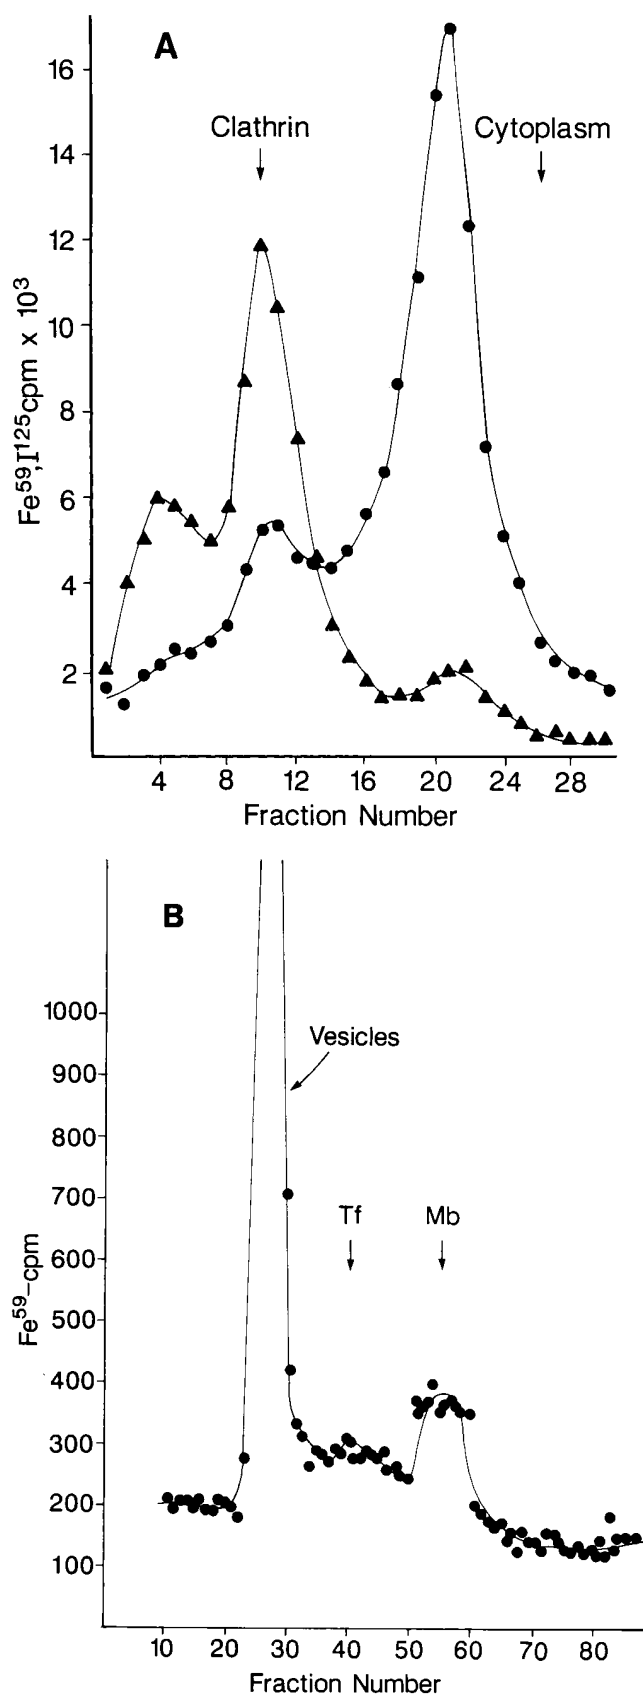 A
16
Clathrin
Cytoplasm
14
12
10
8
6
4
2
Fe⁵⁹,I¹²⁵cpm x 10³
4 8 12 16 20 24 28
Fraction Number
B
1000
Vesicles
900
800
700
Tf Mb
600
500
400
300
200
100
Fe⁵⁹-cpm
10 20 30 40 50 60 70 80
Fraction Number